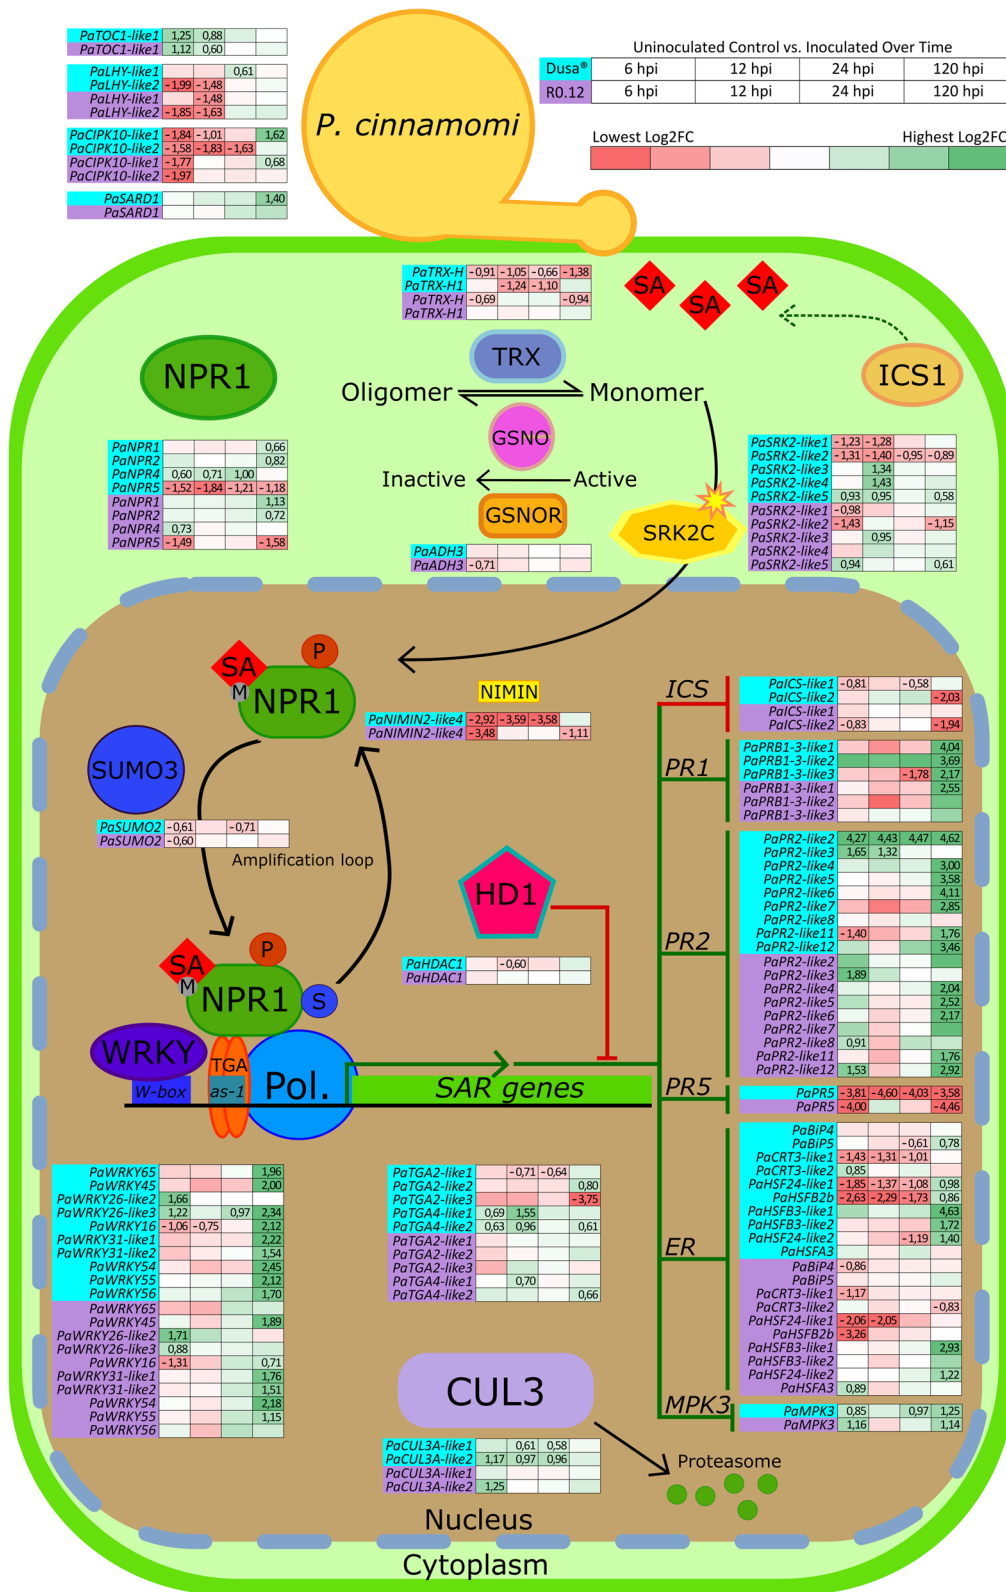 PaTOC1-like1 1,25 0,88
PaTOC1-like1 1,12 0,60
PaLHY-like1 0,61
PaLHY-like2 -1,99 -1,48
PaLHY-like1 -1,48
PaLHY-like2 -1,85 -1,63
PaCIPK10-like1 -1,84 -1,01 1,62
PaCIPK10-like2 -1,58 -1,83 -1,63
PaCIPK10-like1 -1,77 0,68
PaCIPK10-like2 -1,97
PaSARD1 1,40
PaSARD1
P. cinnamomi
Uninoculated Control vs. Inoculated Over Time
Dusa® 6 hpi 12 hpi 24 hpi 120 hpi
R0.12 6 hpi 12 hpi 24 hpi 120 hpi
Lowest Log2FC Highest Log2FC
PaTRX-H -0,91 -1,05 -0,66 -1,38
PaTRX-H1 -1,24 -1,10
PaTRX-H -0,69 -0,94
PaTRX-H1
SA
SA
SA
NPR1
TRX
ICS1
Oligomer
Monomer
GSNO
Inactive
Active
GSNOR
SRK2C
PaNPR1 0,66
PaNPR2 0,82
PaNPR4 0,60 0,71 1,00
PaNPR5 -1,52 -1,84 -1,21 -1,18
PaNPR1 1,13
PaNPR2 0,72
PaNPR4 0,73
PaNPR5 -1,49 -1,58
PaADH3
PaADH3 -0,71
PaSRK2-like1 -1,23 -1,28
PaSRK2-like2 -1,31 -1,40 -0,95 -0,89
PaSRK2-like3 1,34
PaSRK2-like4 1,43
PaSRK2-like5 0,93 0,95 0,58
PaSRK2-like1 -0,98
PaSRK2-like2 -1,43 -1,15
PaSRK2-like3 0,95
PaSRK2-like4
PaSRK2-like5 0,94 0,61
P
SA
M
NPR1
NIMIN
PaNIMIN2-like4 -2,92 -3,59 -3,58
PaNIMIN2-like4 -3,48 -1,11
SUMO3
PaSUMO2 -0,61 -0,71
PaSUMO2 -0,60
Amplification loop
HD1
PaHDAC1 -0,60
PaHDAC1
P
SA
M
NPR1
S
WRKY
TGA
W-box
as-1
Pol.
SAR genes
ICS
PaICS-like1 -0,81 -0,58
PaICS-like2 -2,03
PaICS-like1
PaICS-like2 -0,83 -1,94
PR1
PaPRB1-3-like1 4,04
PaPRB1-3-like2 3,69
PaPRB1-3-like3 -1,78 2,17
PaPRB1-3-like1 2,55
PaPRB1-3-like2
PaPRB1-3-like3
PR2
PaPR2-like2 4,27 4,43 4,47 4,62
PaPR2-like3 1,65 1,32
PaPR2-like4 3,00
PaPR2-like5 3,58
PaPR2-like6 4,11
PaPR2-like7 2,85
PaPR2-like8
PaPR2-like11 -1,40 1,76
PaPR2-like12 3,46
PaPR2-like2
PaPR2-like3 1,89
PaPR2-like4 2,04
PaPR2-like5 2,52
PaPR2-like6 2,17
PaPR2-like7
PaPR2-like8 0,91
PaPR2-like11 1,76
PaPR2-like12 1,53 2,92
PR5
PaPR5 -3,81 -4,60 -4,03 -3,58
PaPR5 -4,00 -4,46
ER
PaBiP4
PaBiP5 -0,61 0,78
PaCRT3-like1 -1,43 -1,31 -1,01
PaCRT3-like2 0,85
PaHSF24-like1 -1,85 -1,37 -1,08 0,98
PaHSFB2b -2,63 -2,29 -1,73 0,86
PaHSFB3-like1 4,63
PaHSFB3-like2 1,72
PaHSF24-like2 -1,19 1,40
PaHSFA3
PaBiP4 -0,86
PaBiP5
PaCRT3-like1 -1,17
PaCRT3-like2 -0,83
PaHSF24-like1 -2,06 -2,05
PaHSFB2b -3,26
PaHSFB3-like1 2,93
PaHSFB3-like2
PaHSF24-like2 1,22
PaHSFA3 0,89
MPK3
PaMPK3 0,85 0,97 1,25
PaMPK3 1,16 1,14
PaWRKY65 1,96
PaWRKY45 2,00
PaWRKY26-like2 1,66
PaWRKY26-like3 1,22 0,97 2,34
PaWRKY16 -1,06 -0,75 2,12
PaWRKY31-like1 2,22
PaWRKY31-like2 1,54
PaWRKY54 2,45
PaWRKY55 2,12
PaWRKY56 1,70
PaWRKY65
PaWRKY45 1,89
PaWRKY26-like2 1,71
PaWRKY26-like3 0,88
PaWRKY16 -1,31 0,71
PaWRKY31-like1 1,76
PaWRKY31-like2 1,51
PaWRKY54 2,18
PaWRKY55 1,15
PaWRKY56
PaTGA2-like1 -0,71 -0,64
PaTGA2-like2 0,80
PaTGA2-like3 -3,75
PaTGA4-like1 0,69 1,55
PaTGA4-like2 0,63 0,96 0,61
PaTGA2-like1
PaTGA2-like2
PaTGA2-like3
PaTGA4-like1 0,70
PaTGA4-like2 0,66
CUL3
PaCUL3A-like1 0,61 0,58
PaCUL3A-like2 1,17 0,97 0,96
PaCUL3A-like1
PaCUL3A-like2 1,25
Proteasome
Nucleus
Cytoplasm